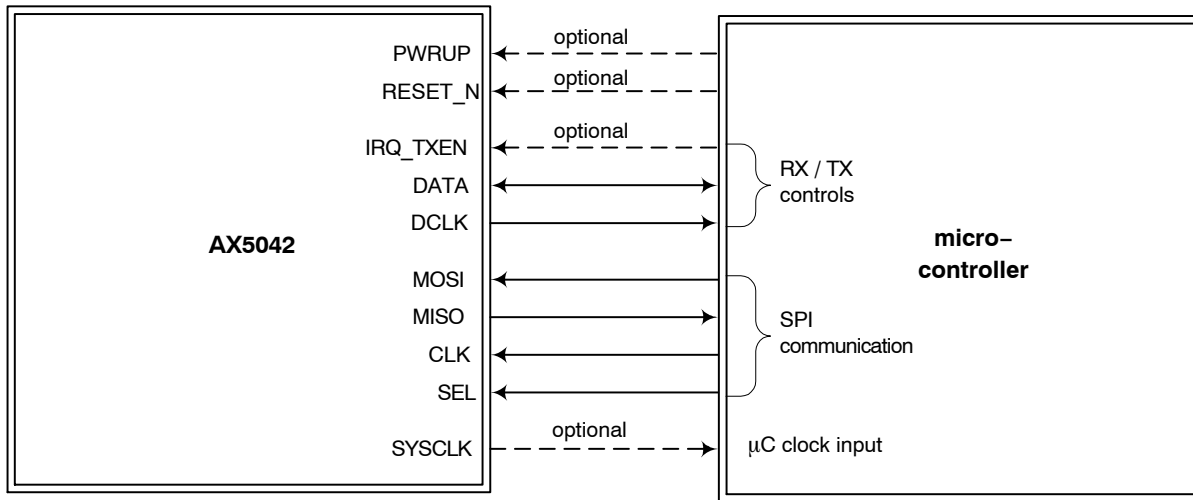 optional
PWRUP
optional
RESET_N
optional
IRQ_TXEN
RX / TX
controls
DATA
DCLK
AX5042
micro−
controller
MOSI
MISO
SPI
communication
CLK
SEL
optional
SYSCLK
μC clock input